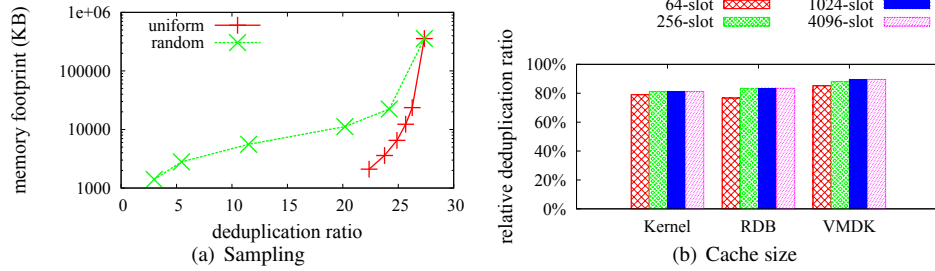 1e+06
100000
10000
1000
memory footprint (KB)
uniform
random
0 5 10 15 20 25 30
deduplication ratio
(a) Sampling
64-slot
256-slot
1024-slot
4096-slot
100%
80%
60%
40%
20%
0%
relative deduplication ratio
Kernel RDB VMDK
(b) Cache size